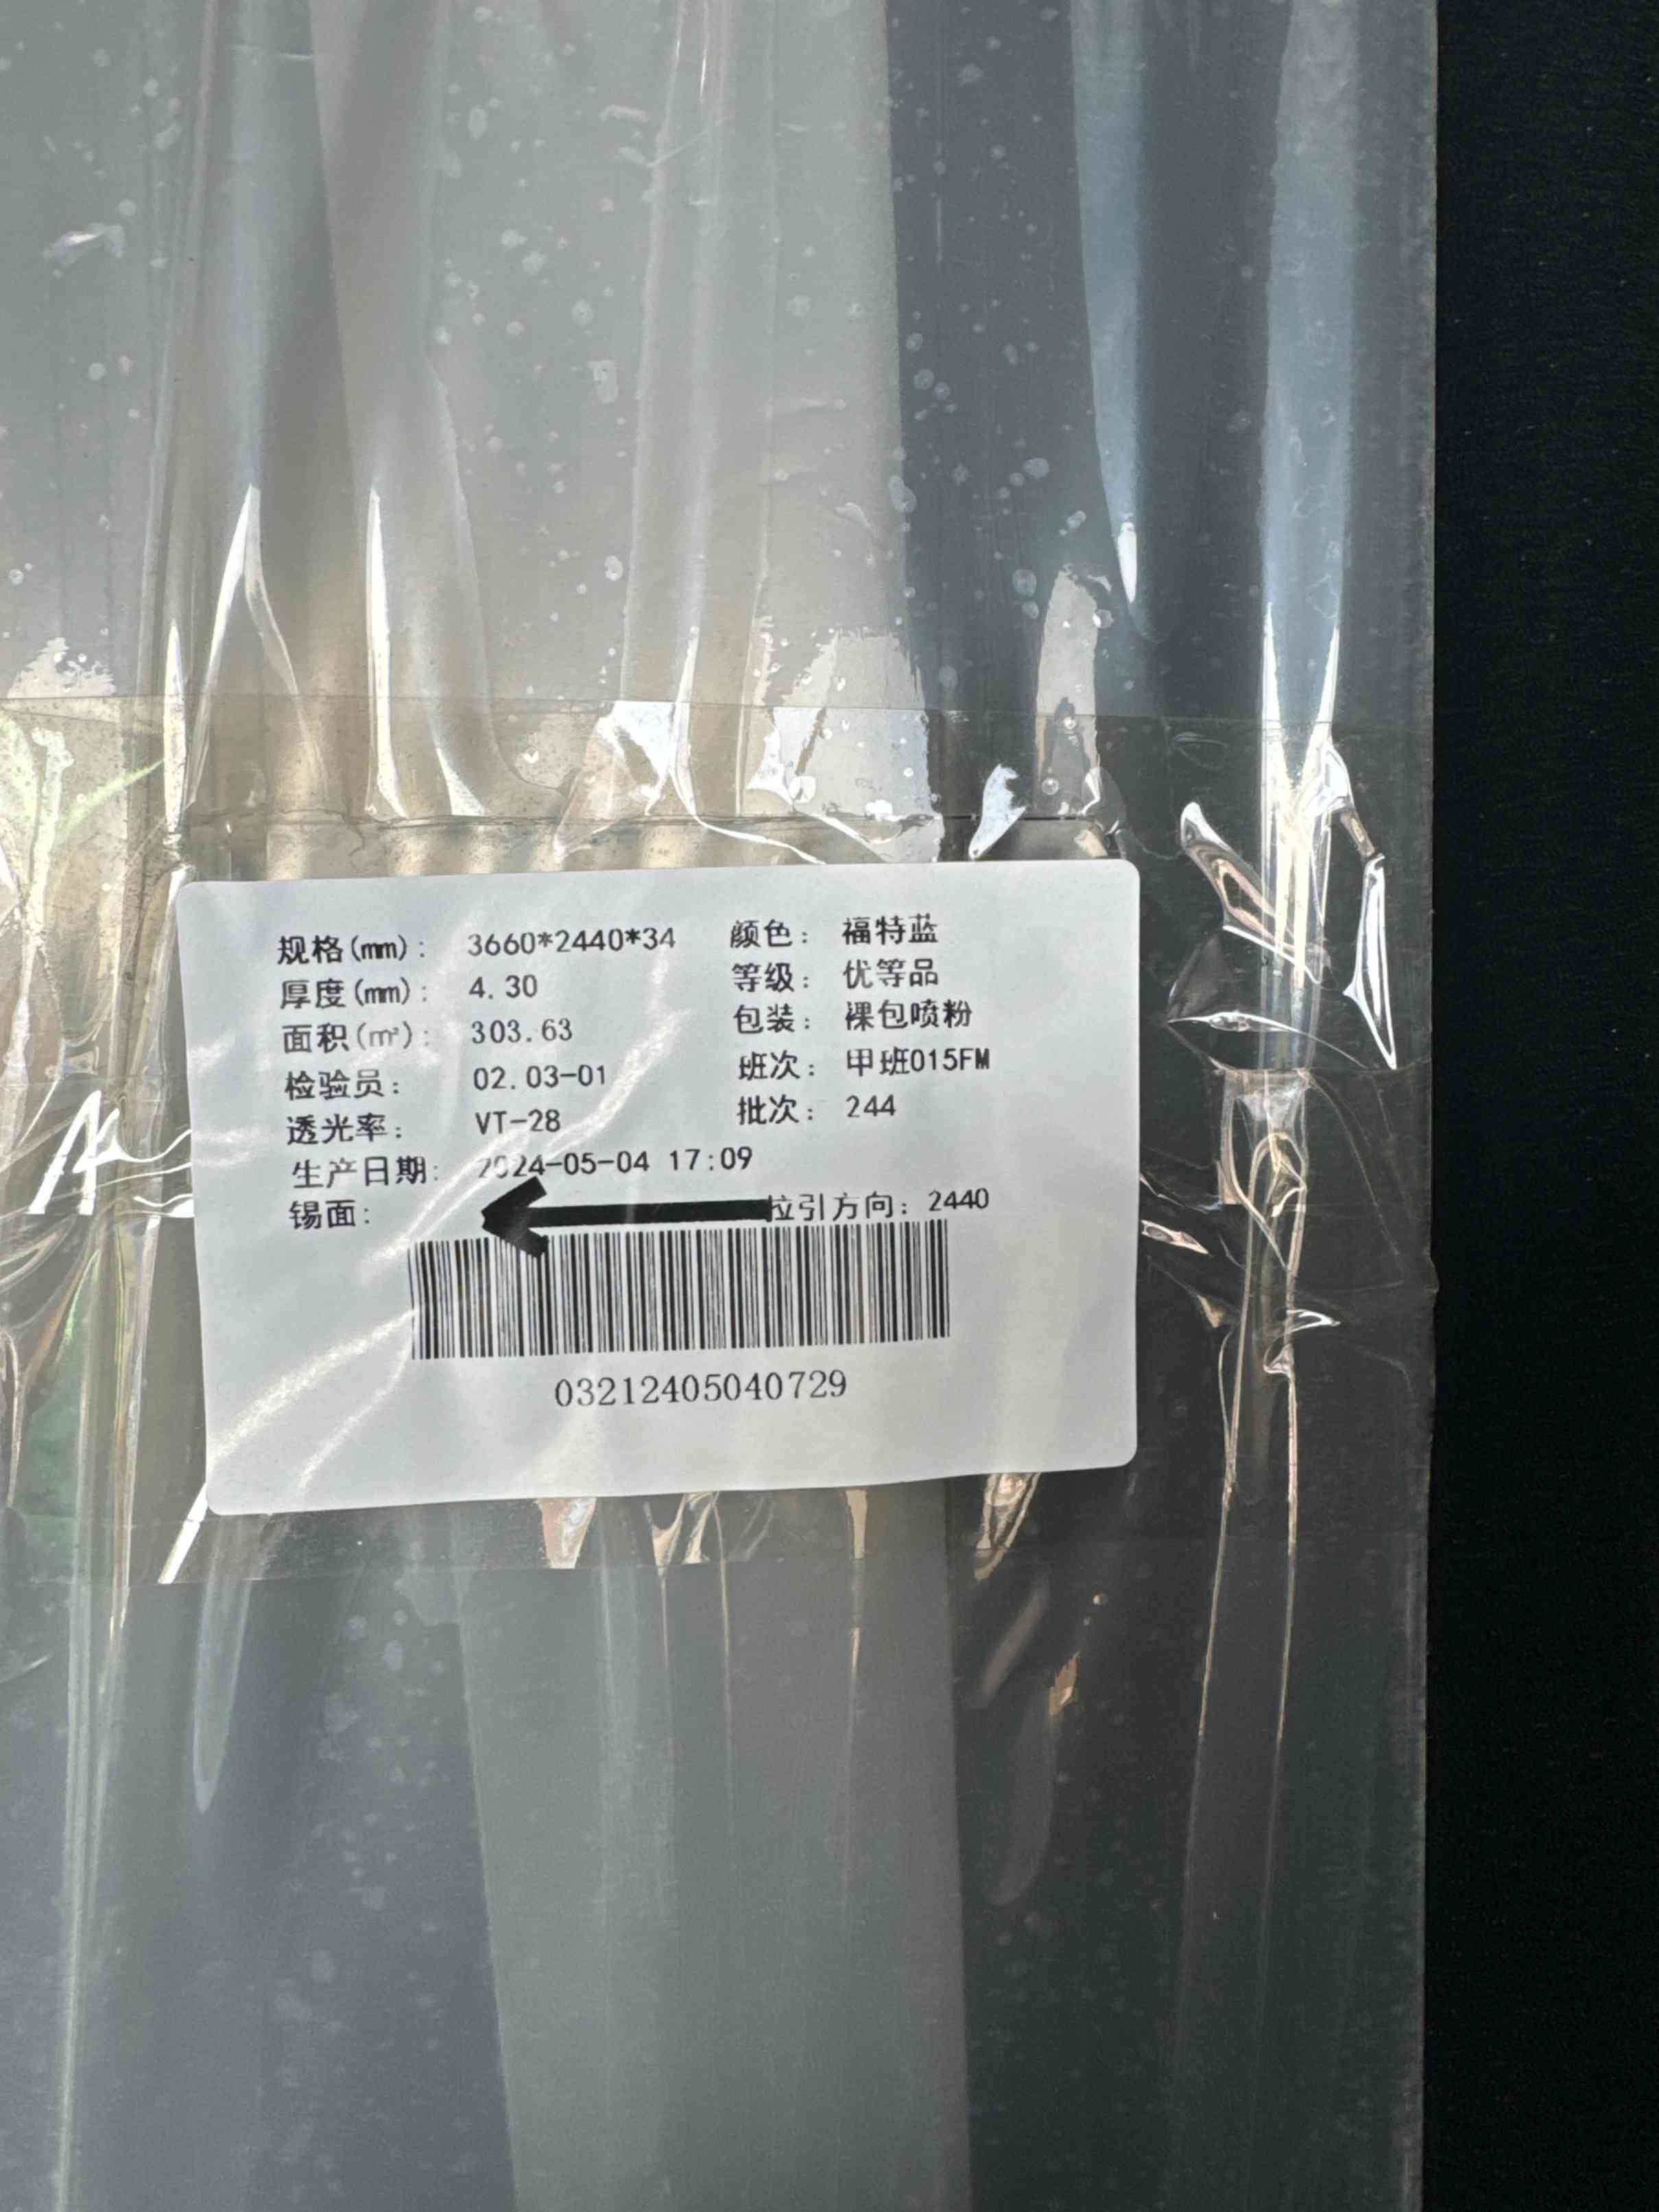 规格(mm): 3660*2440*34 颜色: 福特蓝
厚度(mm): 4.30 等级: 优等品
面积(㎡): 303.63 包装: 裸包喷粉
检验员: 02.03-01 班次: 甲班015FM
透光率: VT-28 批次: 244
生产日期: 2024-05-04 17:09
锡面: 拉引方向: 2440
03212405040729